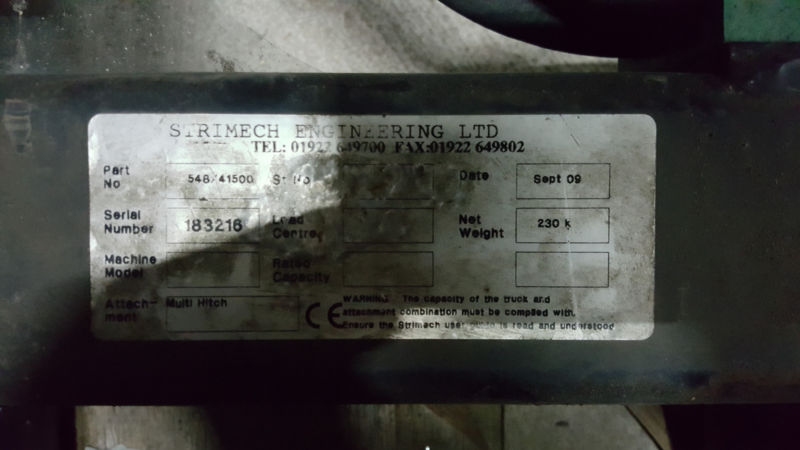 STRIMECH ENGINEERING LTD
TEL: 01922 649700 FAX:01922 649802
Part No 548/41500 St No Date Sept 09
Serial Number 183216 Load Centre Net Weight 230 k
Machine Model Rated Capacity
Attach-ment Multi Hitch CE
WARNING The capacity of the truck and
attachment combination must be complied with.
Ensure the Strimech user guide is read and understood